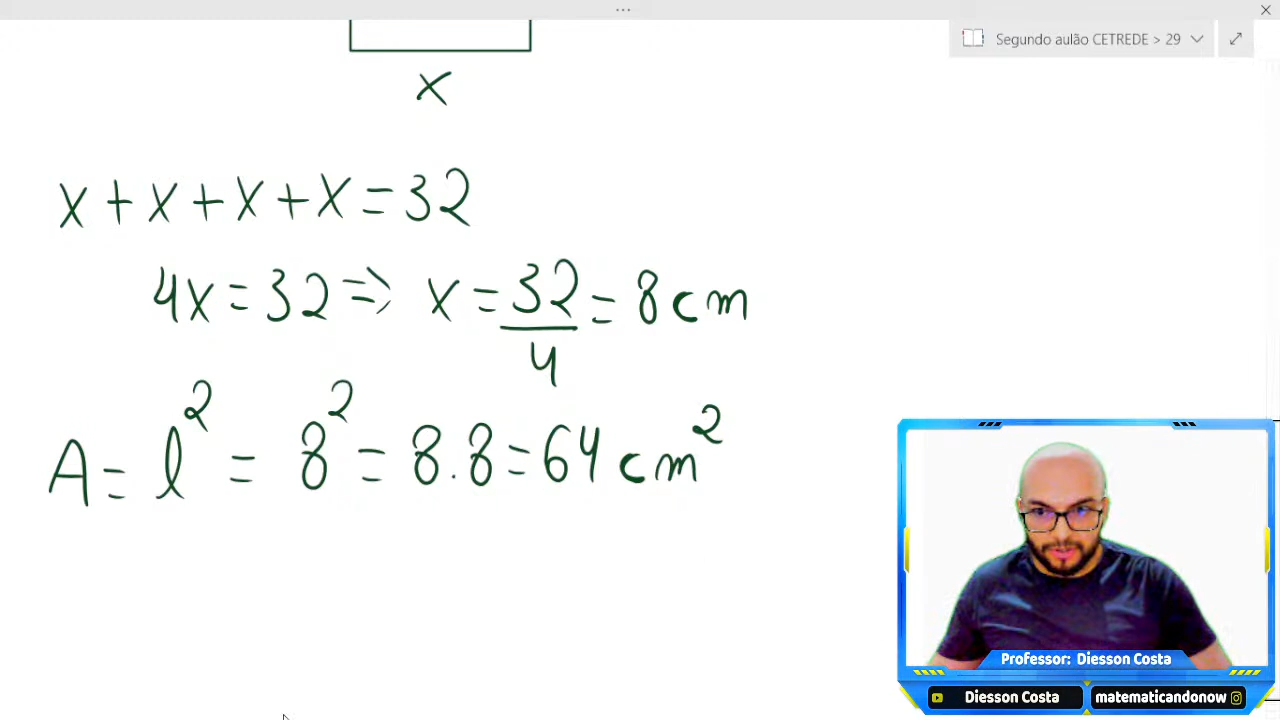 Segundo aulão CETREDE > 29
x
x + x + x + x = 32
4x = 32 => x = 32/4 = 8 cm
A = l² = 8² = 8.8 = 64 cm²
Professor: Diesson Costa
Diesson Costa
matematicandonow